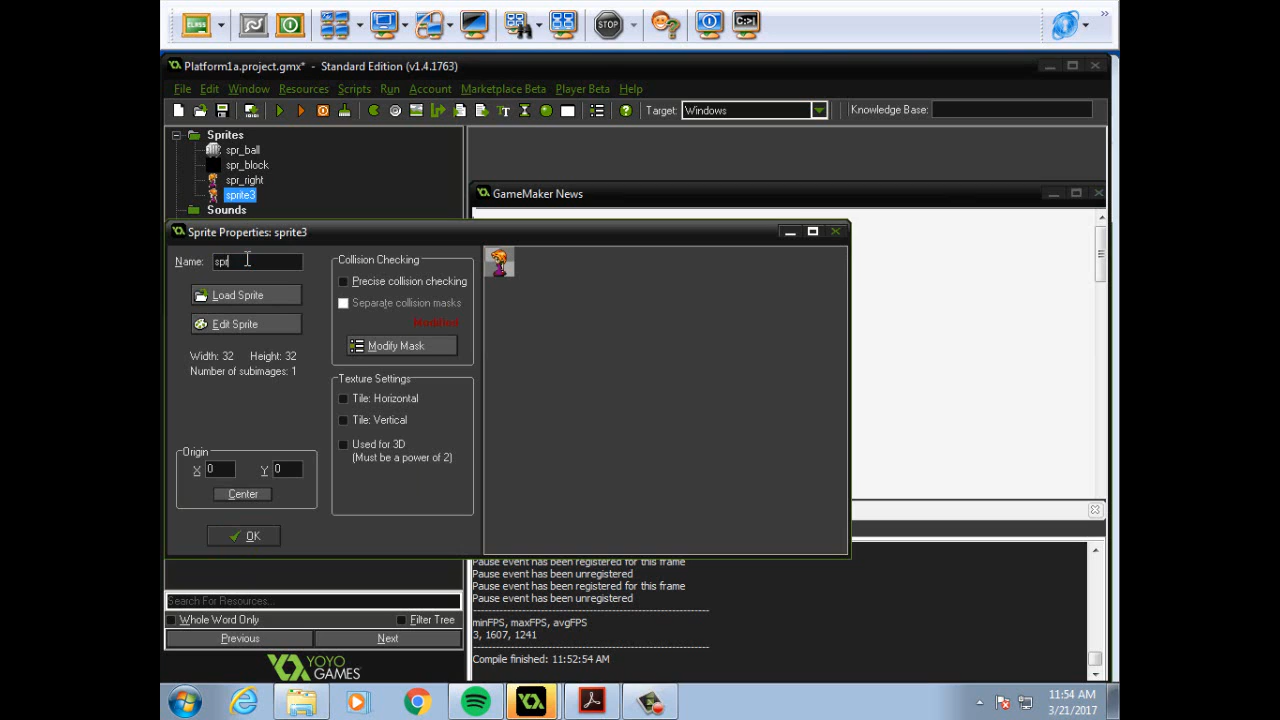 CLASS
STOP
C:\>
»
Platform1a.project.gmx* - Standard Edition (v1.4.1763)
File Edit Window Resources Scripts Run Account Marketplace Beta Player Beta Help
Target: Windows Knowledge Base:
Sprites
spr_ball
spr_block
spr_right
sprite3
Sounds
GameMaker News
Sprite Properties: sprite3
Name: spr
Load Sprite
Edit Sprite
Width: 32 Height: 32
Number of subimages: 1
Origin
X 0 Y 0
Center
OK
Collision Checking
Precise collision checking
Separate collision masks
Modified
Modify Mask
Texture Settings
Tile: Horizontal
Tile: Vertical
Used for 3D
(Must be a power of 2)
Pause event has been registered for this frame
Pause event has been unregistered
Pause event has been registered for this frame
Pause event has been unregistered
minFPS, maxFPS, avgFPS
3, 1607, 1241
Compile finished: 11:52:54 AM
Search For Resources...
Whole Word Only Filter Tree
Previous Next
YOYO
GAMES
11:54 AM
3/21/2017